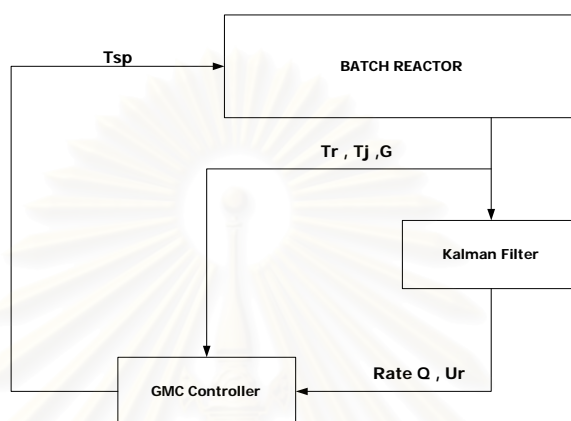 Tsp
BATCH REACTOR
Tr , Tj ,G
Kalman Filter
Rate Q , Ur
GMC Controller